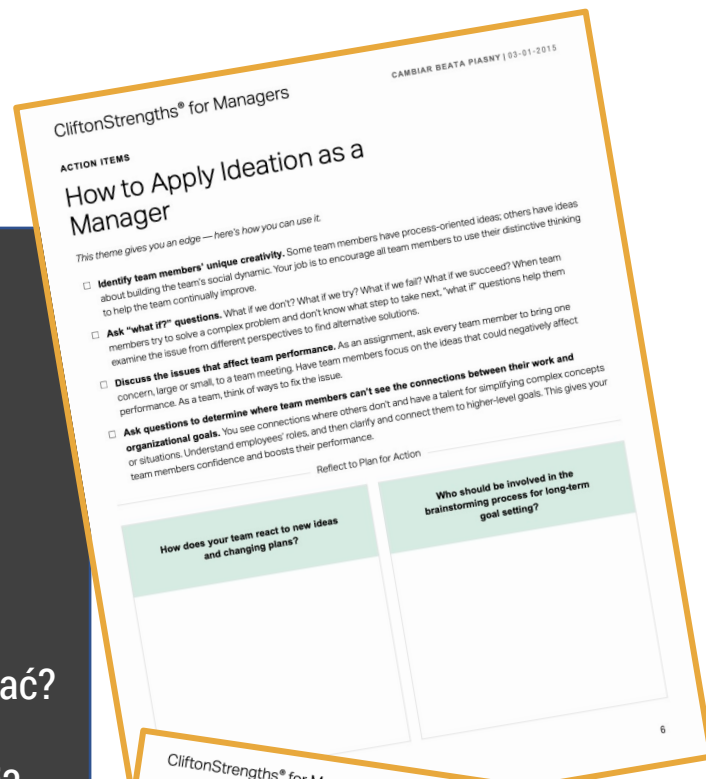 CAMBIAR BEATA PIASNY | 03-01-2015
CliftonStrengths® for Managers
ACTION ITEMS
How to Apply Ideation as a
Manager
This theme gives you an edge — here's how you can use it.
Identify team members' unique creativity. Some team members have process-oriented ideas; others have ideas
about building the team's social dynamic. Your job is to encourage all team members to use their distinctive thinking
to help the team continually improve.
Ask "what if?" questions. What if we don't? What if we try? What if we fail? What if we succeed? When team
members try to solve a complex problem and don't know what step to take next, "what if" questions help them
examine the issue from different perspectives to find alternative solutions.
Discuss the issues that affect team performance. As an assignment, ask every team member to bring one
concern, large or small, to a team meeting. Have team members focus on the ideas that could negatively affect
performance. As a team, think of ways to fix the issue.
Ask questions to determine where team members can't see the connections between their work and
organizational goals. You see connections where others don't and have a talent for simplifying complex concepts
or situations. Understand employees' roles, and then clarify and connect them to higher-level goals. This gives your
team members confidence and boosts their performance.
Reflect to Plan for Action
How does your team react to new ideas
and changing plans?
Who should be involved in the
brainstorming process for long-term
goal setting?
6
ać?
CliftonStrengths® for